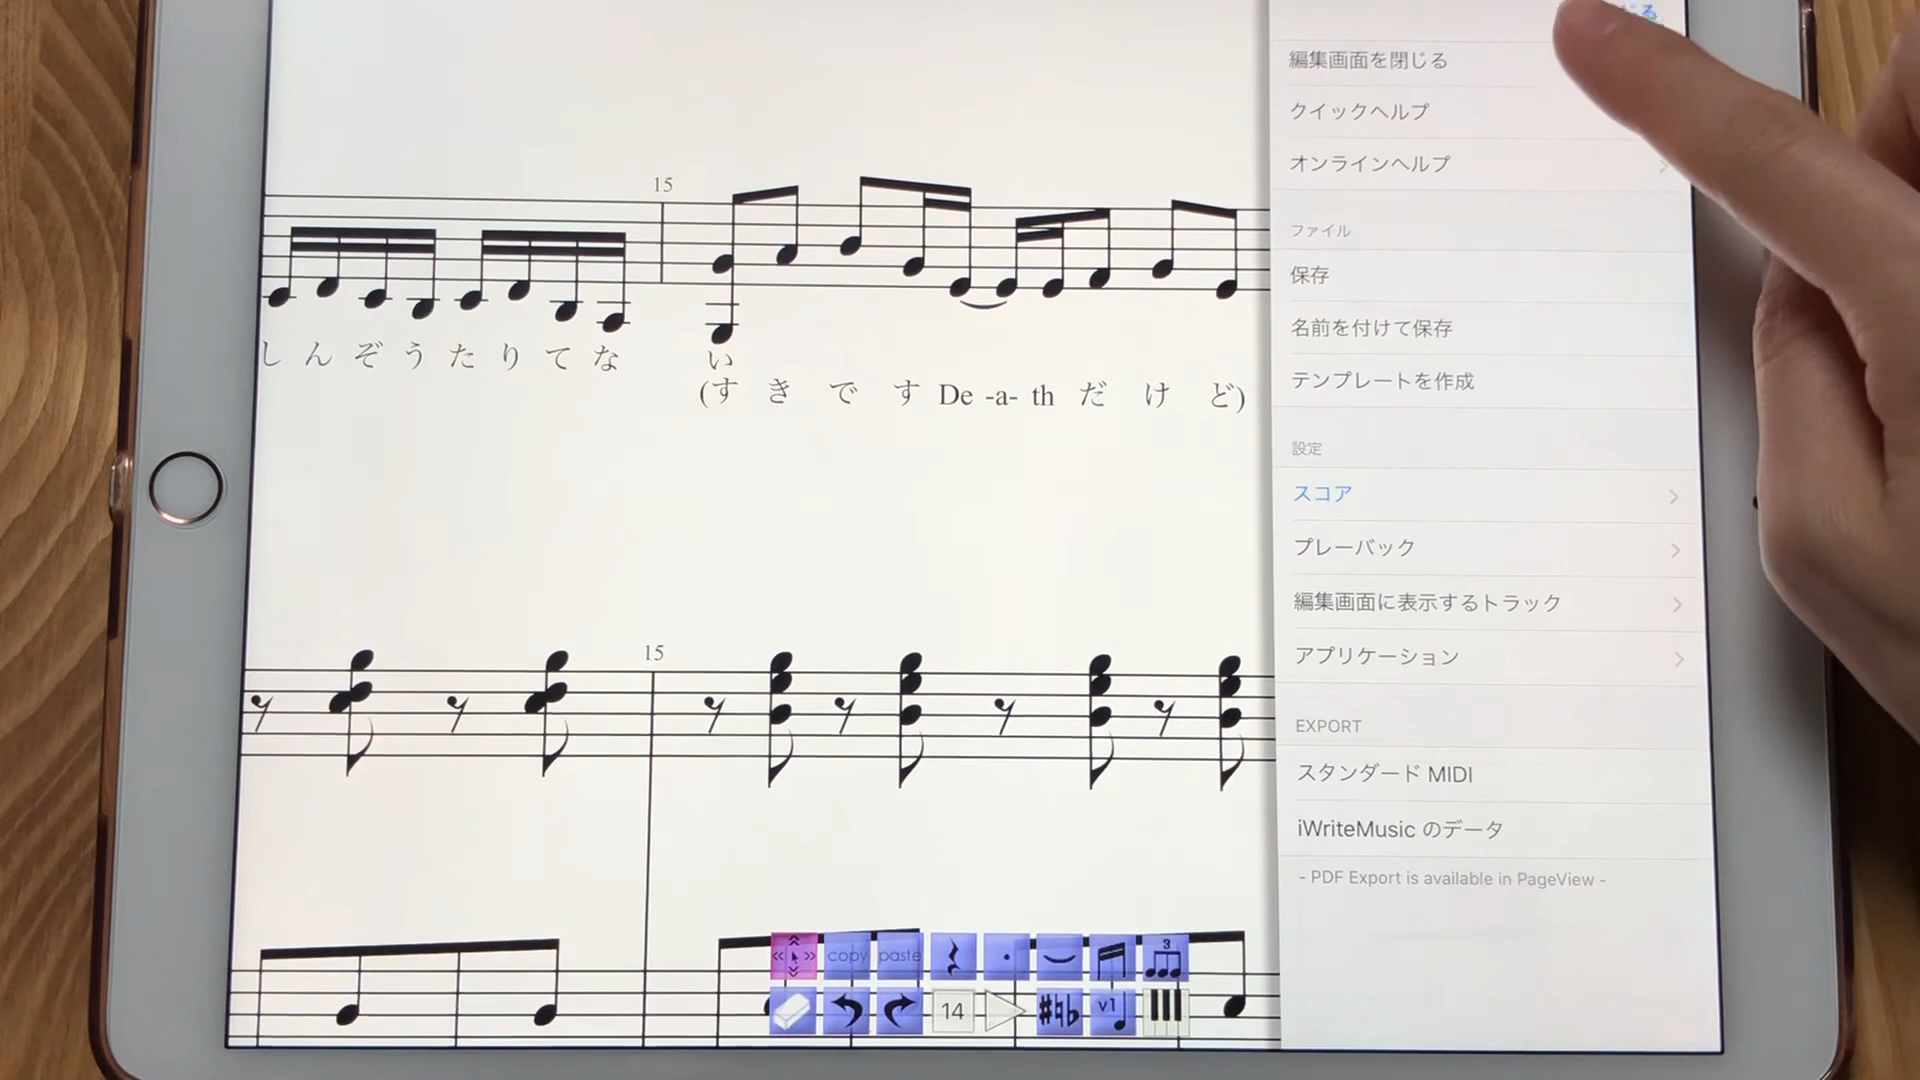 編集画面を閉じる
クイックヘルプ
オンラインヘルプ
ファイル
保存
名前を付けて保存
テンプレートを作成
設定
スコア
プレーバック
編集画面に表示するトラック
アプリケーション
EXPORT
スタンダード MIDI
iWriteMusic のデータ
- PDF Export is available in PageView -
15
しんぞうたりてな い
(すきです De -a- th だけど)
15
copy paste 3
14 v1